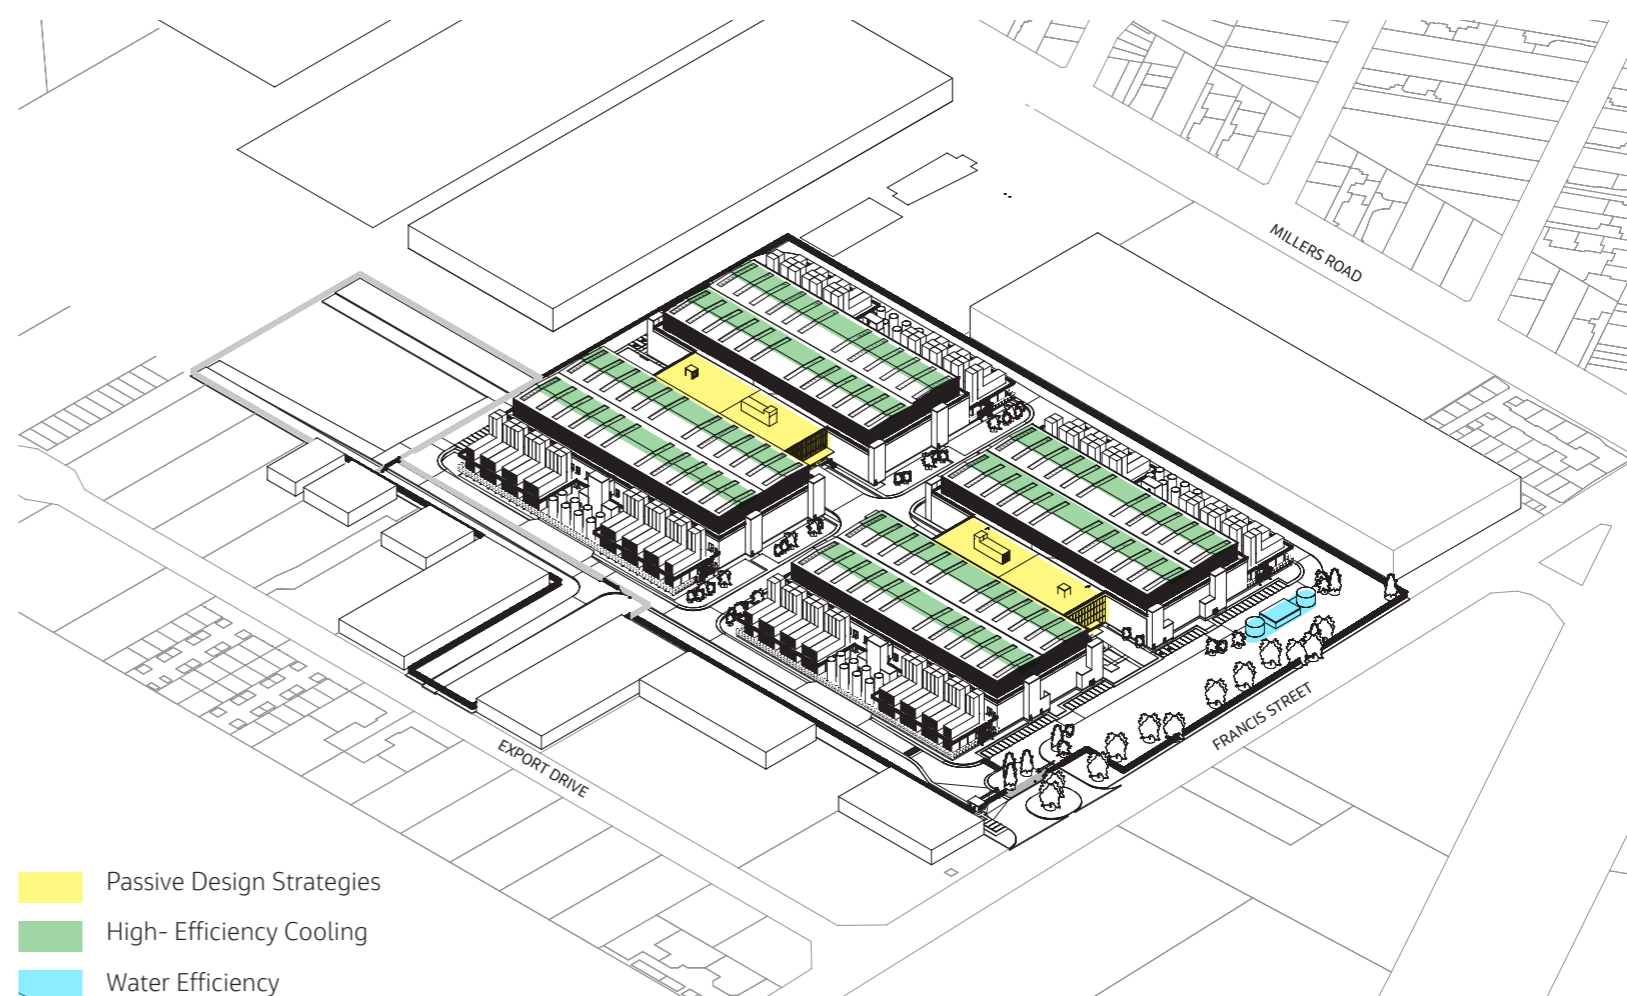 MILLERS ROAD
FRANCIS STREET
EXPORT DRIVE
Passive Design Strategies
High- Efficiency Cooling
Water Efficiency